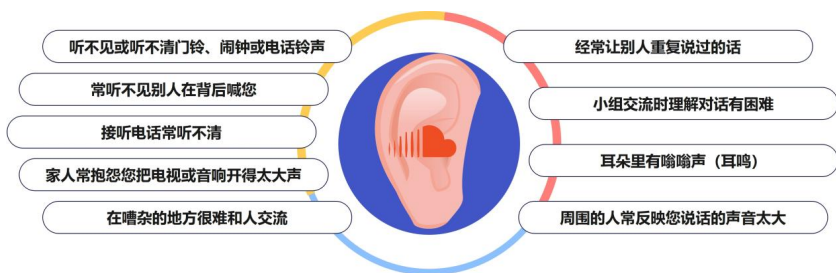 听不见或听不清门铃、闹钟或电话铃声
常听不见别人在背后喊您
接听电话常听不清
家人常抱怨您把电视或音响开得太大声
在嘈杂的地方很难和人交流
经常让别人重复说过的话
小组交流时理解对话有困难
耳朵里有嗡嗡声（耳鸣）
周围的人常反映您说话的声音太大